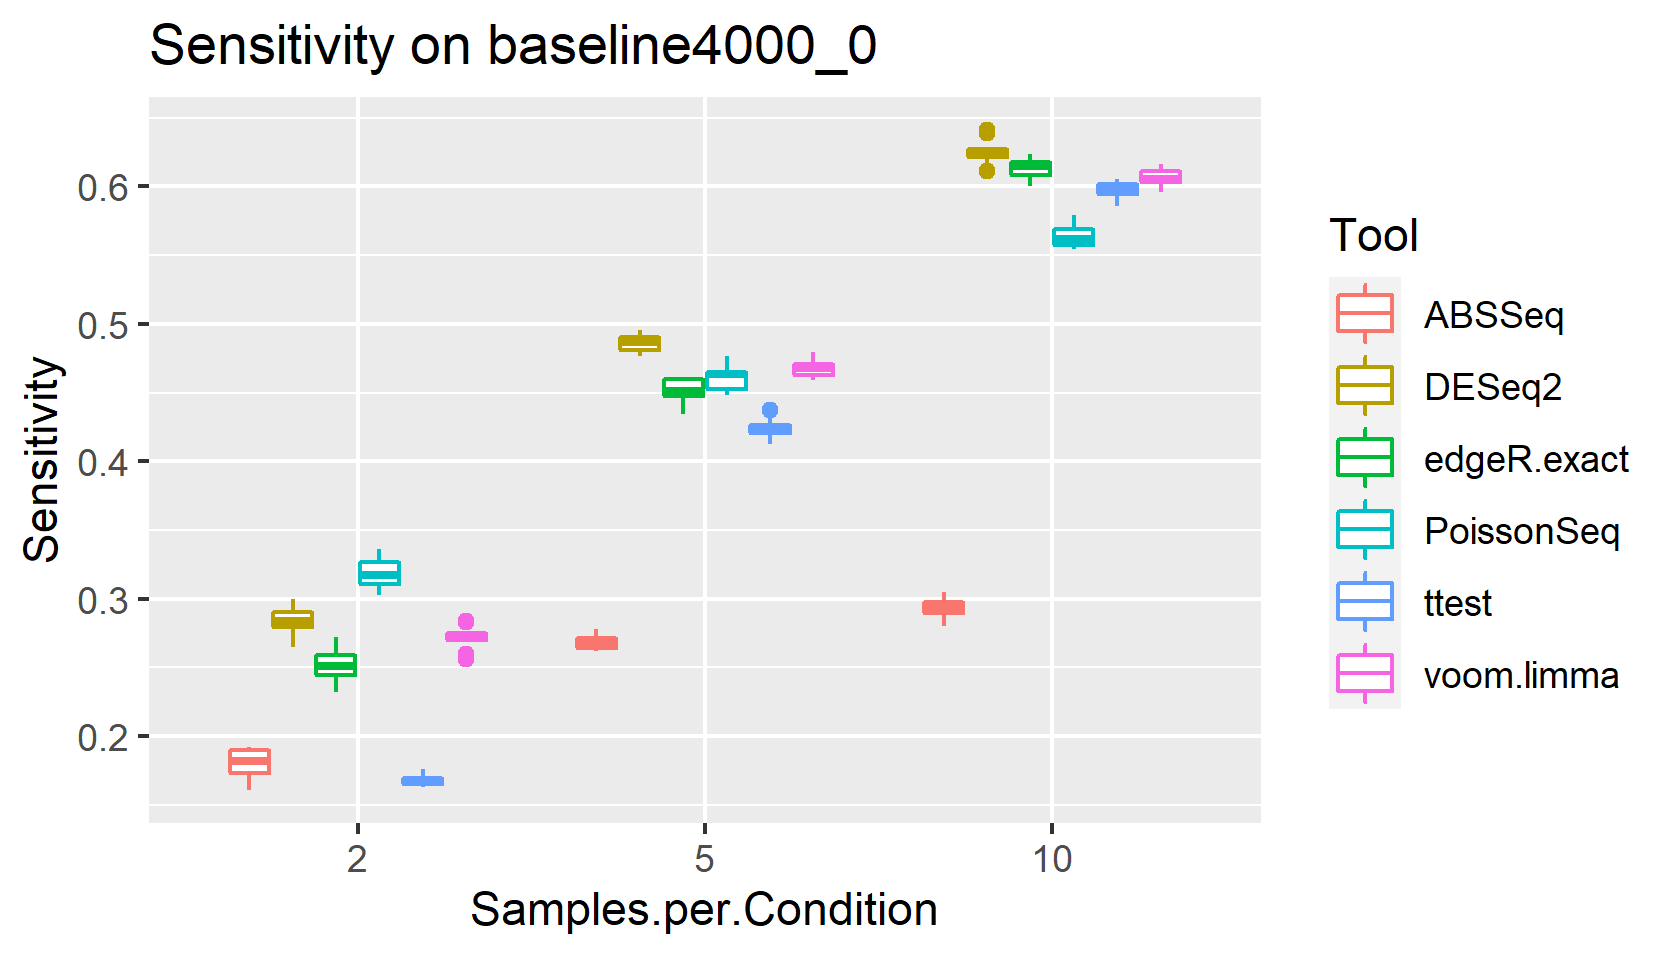 Sensitivity on baseline4000_0
Sensitivity
0.6
0.5
0.4
0.3
0.2
2
5
10
Samples.per.Condition
Tool
ABSSeq
DESeq2
edgeR.exact
PoissonSeq
ttest
voom.limma